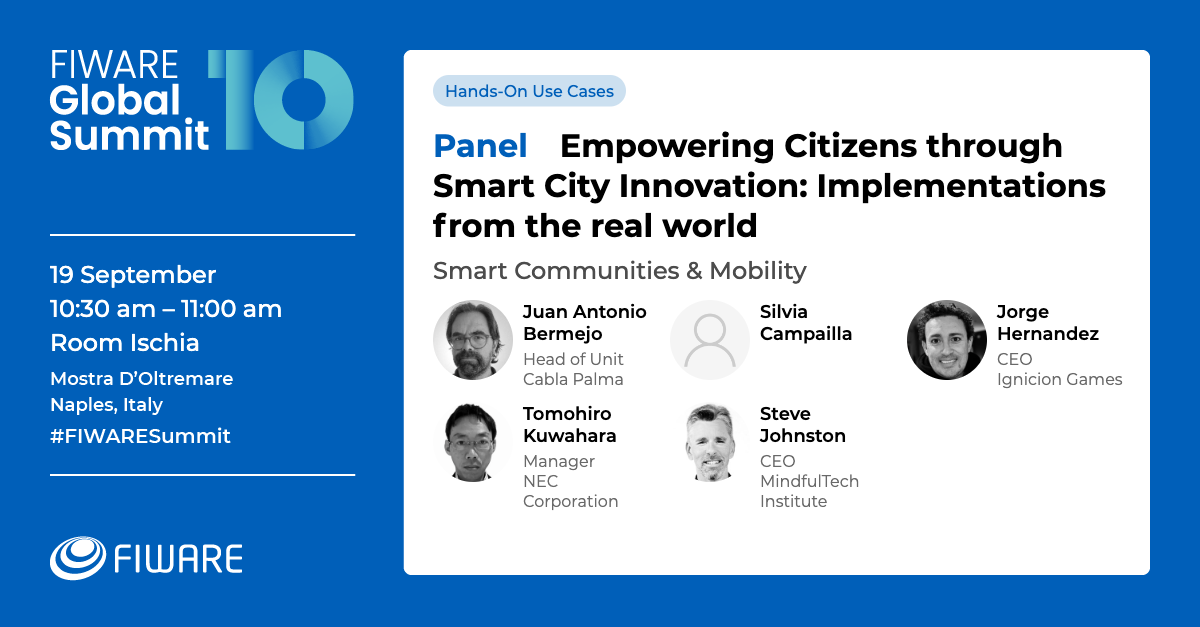 FIWARE
Global
Summit
10
19 September
10:30 am – 11:00 am
Room Ischia
Mostra D’Oltremare
Naples, Italy
#FIWARESummit
FIWARE
Hands-On Use Cases
Panel Empowering Citizens through
Smart City Innovation: Implementations
from the real world
Smart Communities & Mobility
Juan Antonio
Bermejo
Head of Unit
Cabla Palma
Silvia
Campailla
Jorge
Hernandez
CEO
Ignicion Games
Tomohiro
Kuwahara
Manager
NEC
Corporation
Steve
Johnston
CEO
MindfulTech
Institute